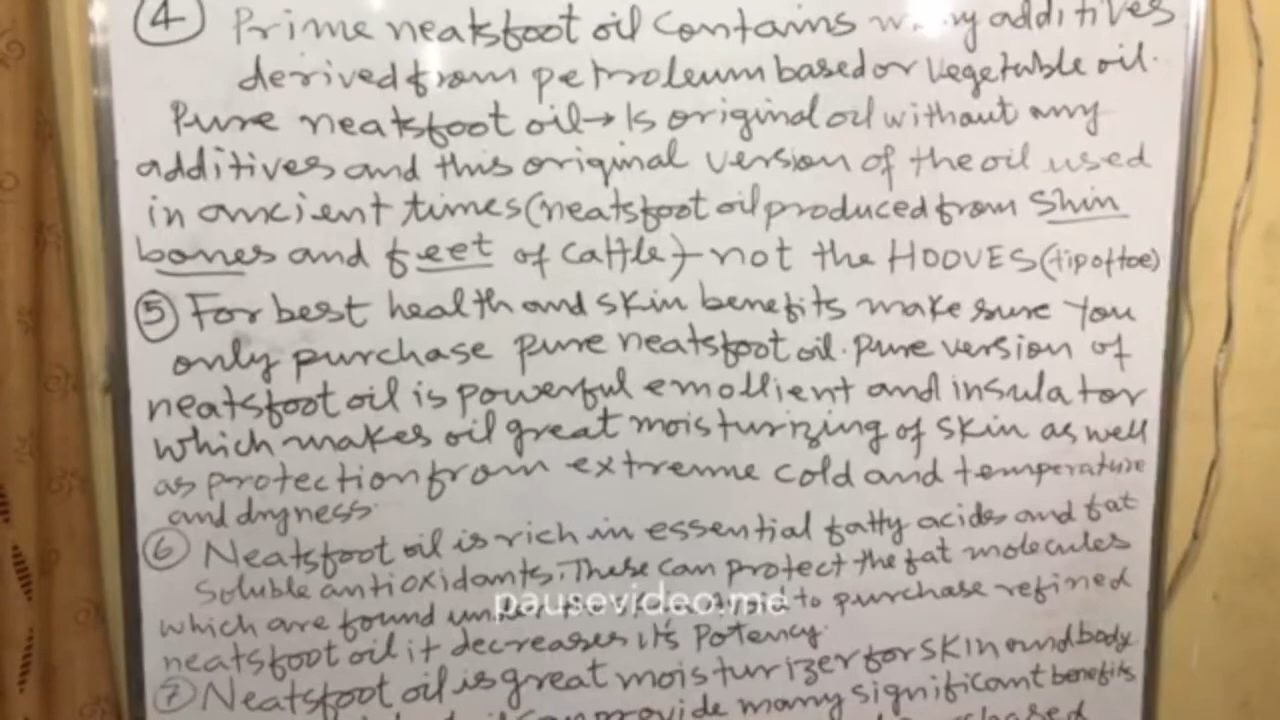 ④ Prime neatsfoot oil contains additives
derived from petroleum based or vegetable oil.
Pure neatsfoot oil → Is original oil without any
additives and this original version of the oil used
in ancient times (neatsfoot oil produced from Shin
bones and feet of cattle) - not the HOOVES (tip of toe)
⑤ For best health and skin benefits make sure you
only purchase pure neatsfoot oil. Pure version of
neatsfoot oil is powerful emollient and insulator
which makes oil great moisturizing of skin as well
as protection from extreme cold and temperature
and dryness.
⑥ Neatsfoot oil is rich in essential fatty acids and fat
soluble antioxidants. These can protect the fat molecules
which are found under to purchase refined
pausevideo.me
neatsfoot oil it decreases it's Potency.
⑦ Neatsfoot oil is great moisturizer for skin and body
provide many significant benefits